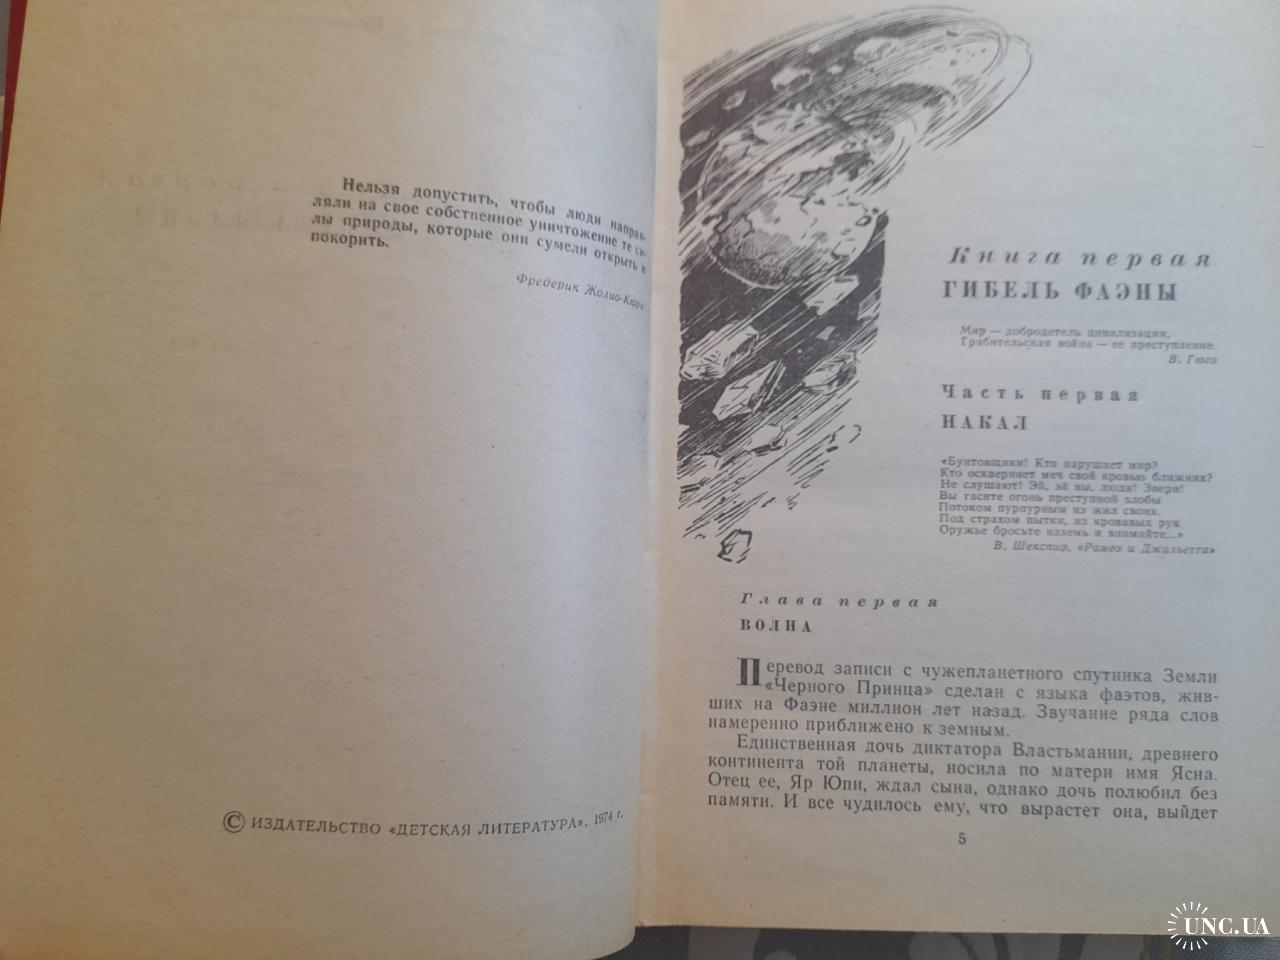 Нельзя допустить, чтобы люди направ-
ляли на свое собственное уничтожение те си-
лы природы, которые они сумели открыть и
покорить.
Фредерик Жолио-Кюри
© ИЗДАТЕЛЬСТВО «ДЕТСКАЯ ЛИТЕРАТУРА», 1974 г.
Книга первая
ГИБЕЛЬ ФАЭНЫ
Мир — добродетель цивилизации,
Грабительская война — ее преступление.
В. Гюго
Часть первая
НАКАЛ
«Бунтовщики! Кто нарушает мир?
Кто оскверняет меч свой кровью ближних?
Не слушают! Эй, эй вы, люди! Звери!
Вы гасите огонь преступной злобы
Потоком пурпурным из жил своих.
Под страхом пытки, из кровавых рук
Оружье бросьте наземь и внимайте...»
В. Шекспир, «Ромео и Джульетта»
Глава первая
ВОЛНА
Перевод записи с чужепланетного спутника Земли
«Черного Принца» сделан с языка фаэтов, жив-
ших на Фаэне миллион лет назад. Звучание ряда слов
намеренно приближено к земным.
Единственная дочь диктатора Властьмании, древнего
континента той планеты, носила по матери имя Ясна.
Отец ее, Яр Юпи, ждал сына, однако дочь полюбил без
памяти. И все чудилось ему, что вырастет она, выйдет
5
UNC.UA